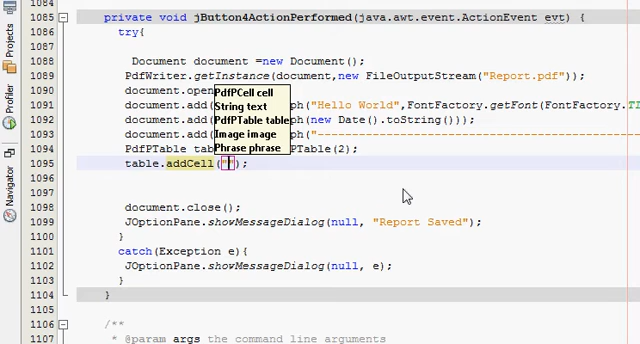 1084
1085 private void jButton4ActionPerformed(java.awt.event.ActionEvent evt) {
1086 try{
1087
1088 Document document =new Document();
1089 PdfWriter.getInstance(document,new FileOutputStream("Report.pdf"));
1090 document.open
1091 document.add( ph("Hello World",FontFactory.getFont(FontFactory.TI
1092 document.add( (new Date().toString()));
1093 document.add( ph("----------------------------------------
1094 PdfPTable tab PTable(2);
1095 table.addCell("");
PdfPCell cell
String text
PdfPTable table
Image image
Phrase phrase
1096
1097
1098 document.close();
1099 JOptionPane.showMessageDialog(null, "Report Saved");
1100 }
1101 catch(Exception e){
1102 JOptionPane.showMessageDialog(null, e);
1103 }
1104 }
1105
1106 /**
1107 * @param args the command line arguments
Projects
Profiler
Navigator